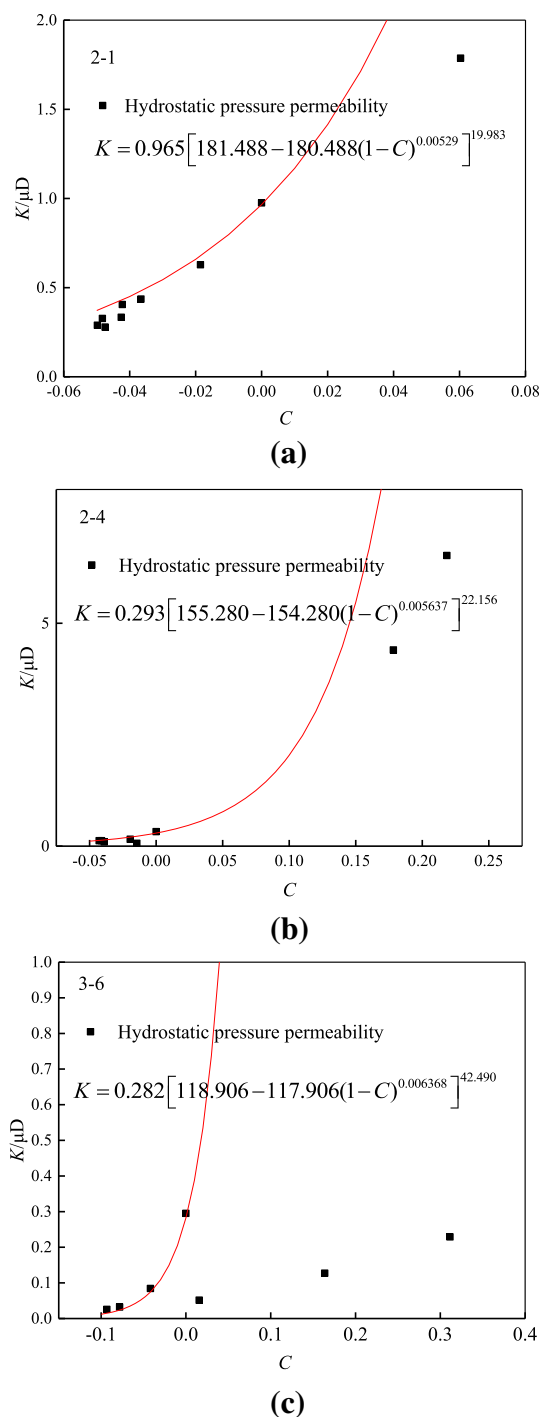 2.0
2-1
Hydrostatic pressure permeability
K = 0.965[181.488−180.488(1−C)^0.00529]^19.983
1.5
1.0
0.5
0.0
K/μD
-0.06 -0.04 -0.02 0.00 0.02 0.04 0.06 0.08
C
(a)
2-4
Hydrostatic pressure permeability
K = 0.293[155.280−154.280(1−C)^0.005637]^22.156
5
0
K/μD
-0.05 0.00 0.05 0.10 0.15 0.20 0.25
C
(b)
1.0
3-6
0.9
Hydrostatic pressure permeability
0.8
0.7
K = 0.282[118.906−117.906(1−C)^0.006368]^42.490
0.6
0.5
0.4
0.3
0.2
0.1
0.0
K/μD
-0.1 0.0 0.1 0.2 0.3 0.4
C
(c)